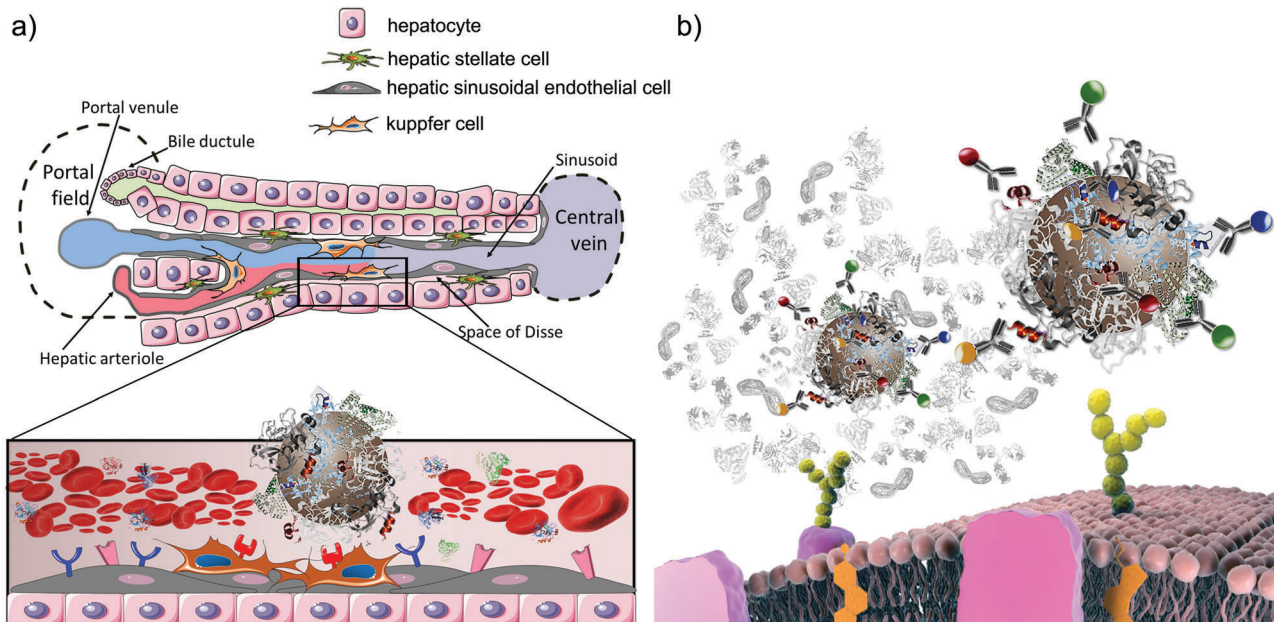 a)
hepatocyte
hepatic stellate cell
hepatic sinusoidal endothelial cell
kuppfer cell
Portal venule
Bile ductule
Portal
field
Sinusoid
Central
vein
Space of Disse
Hepatic arteriole
b)